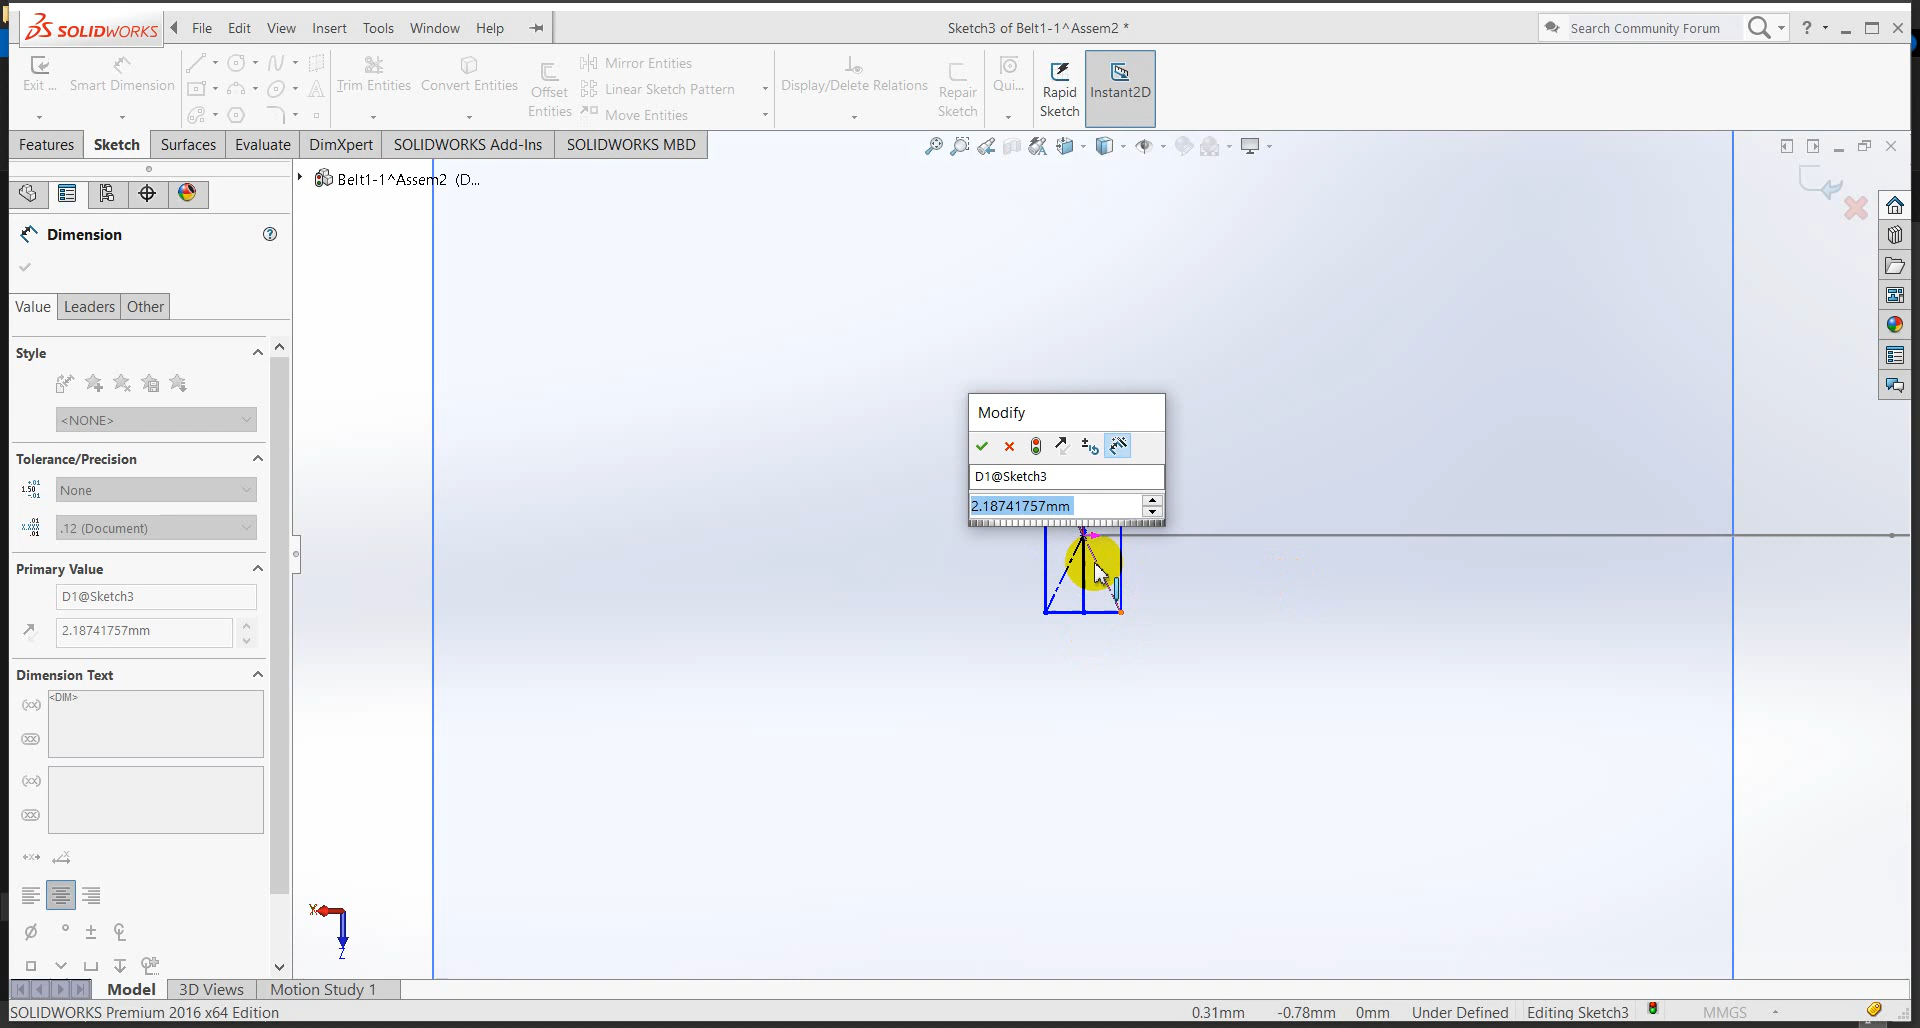 SOLIDWORKS
File Edit View Insert Tools Window Help
Sketch3 of Belt1-1^Assem2 *
Search Community Forum
Exit ...
Smart Dimension
Trim Entities
Convert Entities
Offset
Entities
Mirror Entities
Linear Sketch Pattern
Move Entities
Display/Delete Relations
Repair
Sketch
Qui...
Rapid
Sketch
Instant2D
Features Sketch Surfaces Evaluate DimXpert SOLIDWORKS Add-Ins SOLIDWORKS MBD
Belt1-1^Assem2 (D...
Dimension
Value Leaders Other
Style
<NONE>
Tolerance/Precision
None
.12 (Document)
Primary Value
D1@Sketch3
2.18741757mm
Dimension Text
<DIM>
Modify
D1@Sketch3
2.18741757mm
X
Z
Model 3D Views Motion Study 1
SOLIDWORKS Premium 2016 x64 Edition
0.31mm -0.78mm 0mm Under Defined Editing Sketch3 MMGS